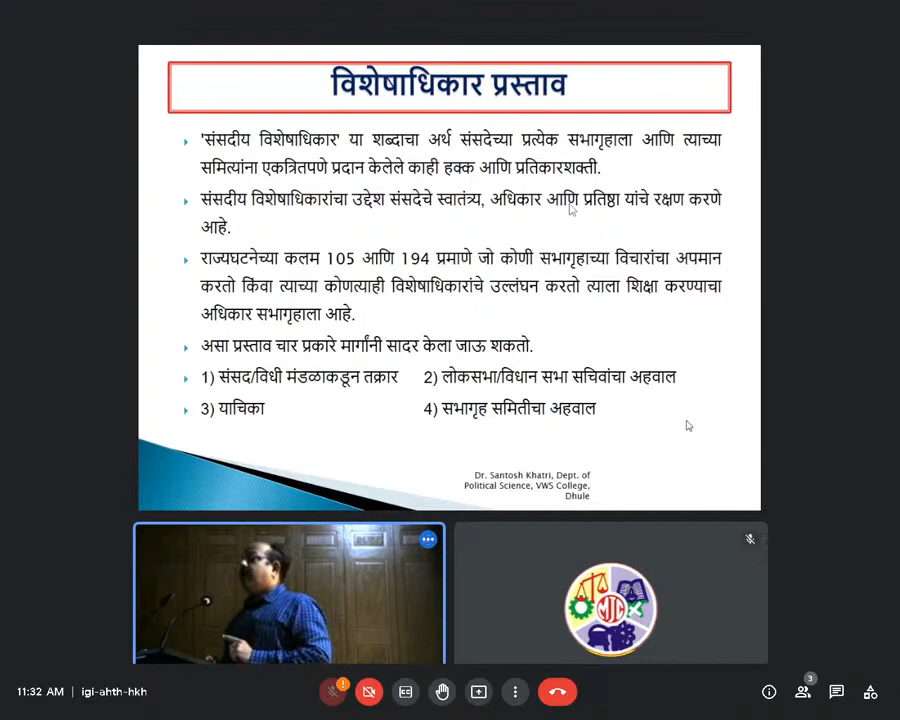 विशेषाधिकार प्रस्ताव
'संसदीय विशेषाधिकार' या शब्दाचा अर्थ संसदेच्या प्रत्येक सभागृहाला आणि त्याच्या
समित्यांना एकत्रितपणे प्रदान केलेले काही हक्क आणि प्रतिकारशक्ती.
संसदीय विशेषाधिकारांचा उद्देश संसदेचे स्वातंत्र्य, अधिकार आणि प्रतिष्ठा यांचे रक्षण करणे
आहे.
राज्यघटनेच्या कलम 105 आणि 194 प्रमाणे जो कोणी सभागृहाच्या विचारांचा अपमान
करतो किंवा त्याच्या कोणत्याही विशेषाधिकारांचे उल्लंघन करतो त्याला शिक्षा करण्याचा
अधिकार सभागृहाला आहे.
असा प्रस्ताव चार प्रकारे मार्गांनी सादर केला जाऊ शकतो.
1) संसद/विधी मंडळाकडून तक्रार 2) लोकसभा/विधान सभा सचिवांचा अहवाल
3) याचिका 4) सभागृह समितीचा अहवाल
Dr. Santosh Khatri, Dept. of
Political Science, VWS College,
Dhule
MJC
11:32 AM | igi-ahth-hkh
3